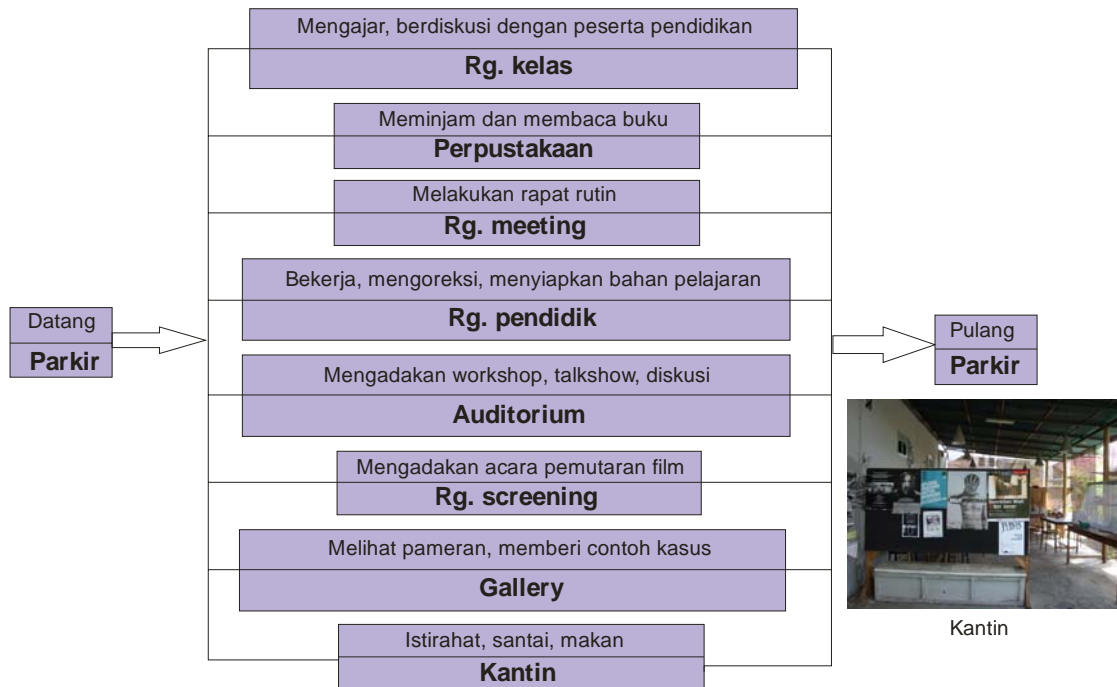 Mengajar, berdiskusi dengan peserta pendidikan
Rg. kelas
Meminjam dan membaca buku
Perpustakaan
Melakukan rapat rutin
Rg. meeting
Bekerja, mengoreksi, menyiapkan bahan pelajaran
Rg. pendidik
Datang
Parkir
Mengadakan workshop, talkshow, diskusi
Auditorium
Mengadakan acara pemutaran film
Rg. screening
Melihat pameran, memberi contoh kasus
Gallery
Istirahat, santai, makan
Kantin
Pulang
Parkir
Kantin